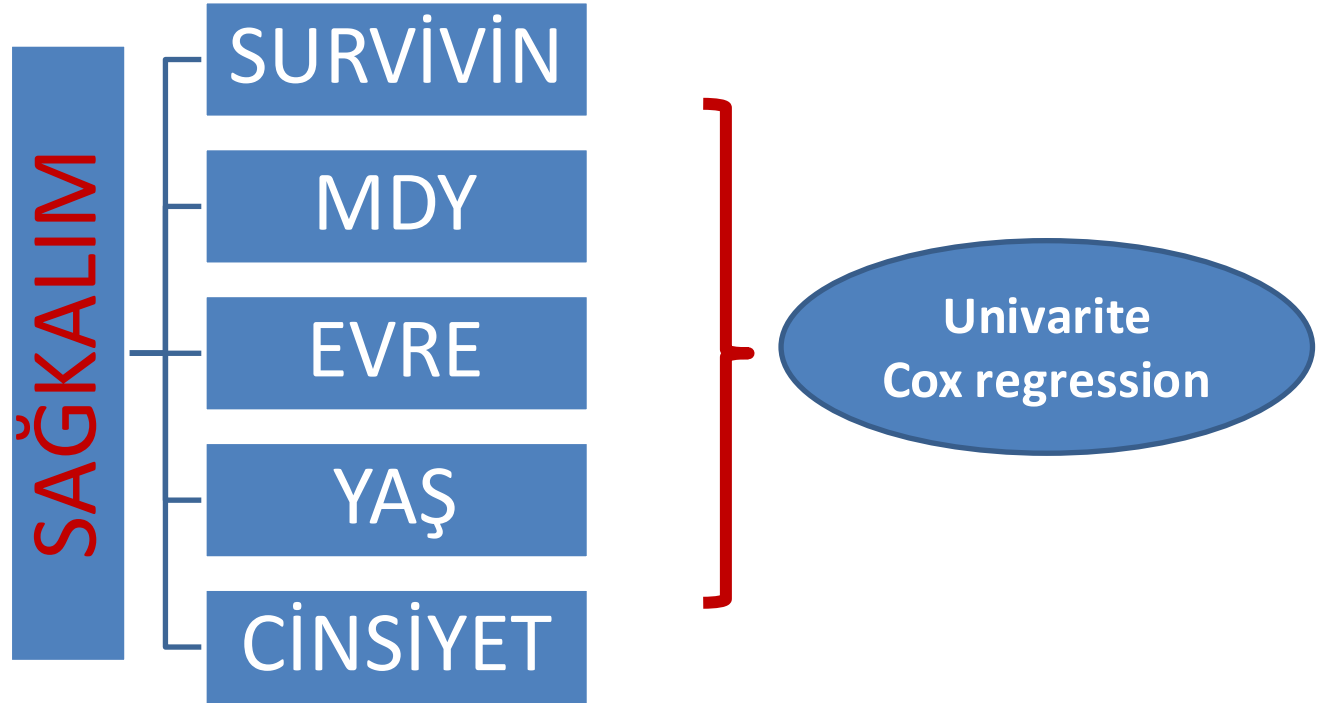 SAĞKALIM
SURVİVİN
MDY
EVRE
YAŞ
CİNSİYET
Univarite
Cox regression